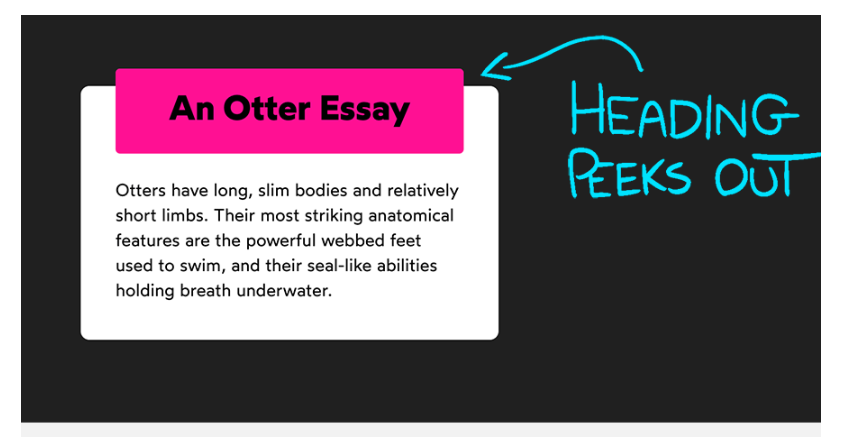 An Otter Essay
HEADING
PEEKS OUT
Otters have long, slim bodies and relatively
short limbs. Their most striking anatomical
features are the powerful webbed feet
used to swim, and their seal-like abilities
holding breath underwater.